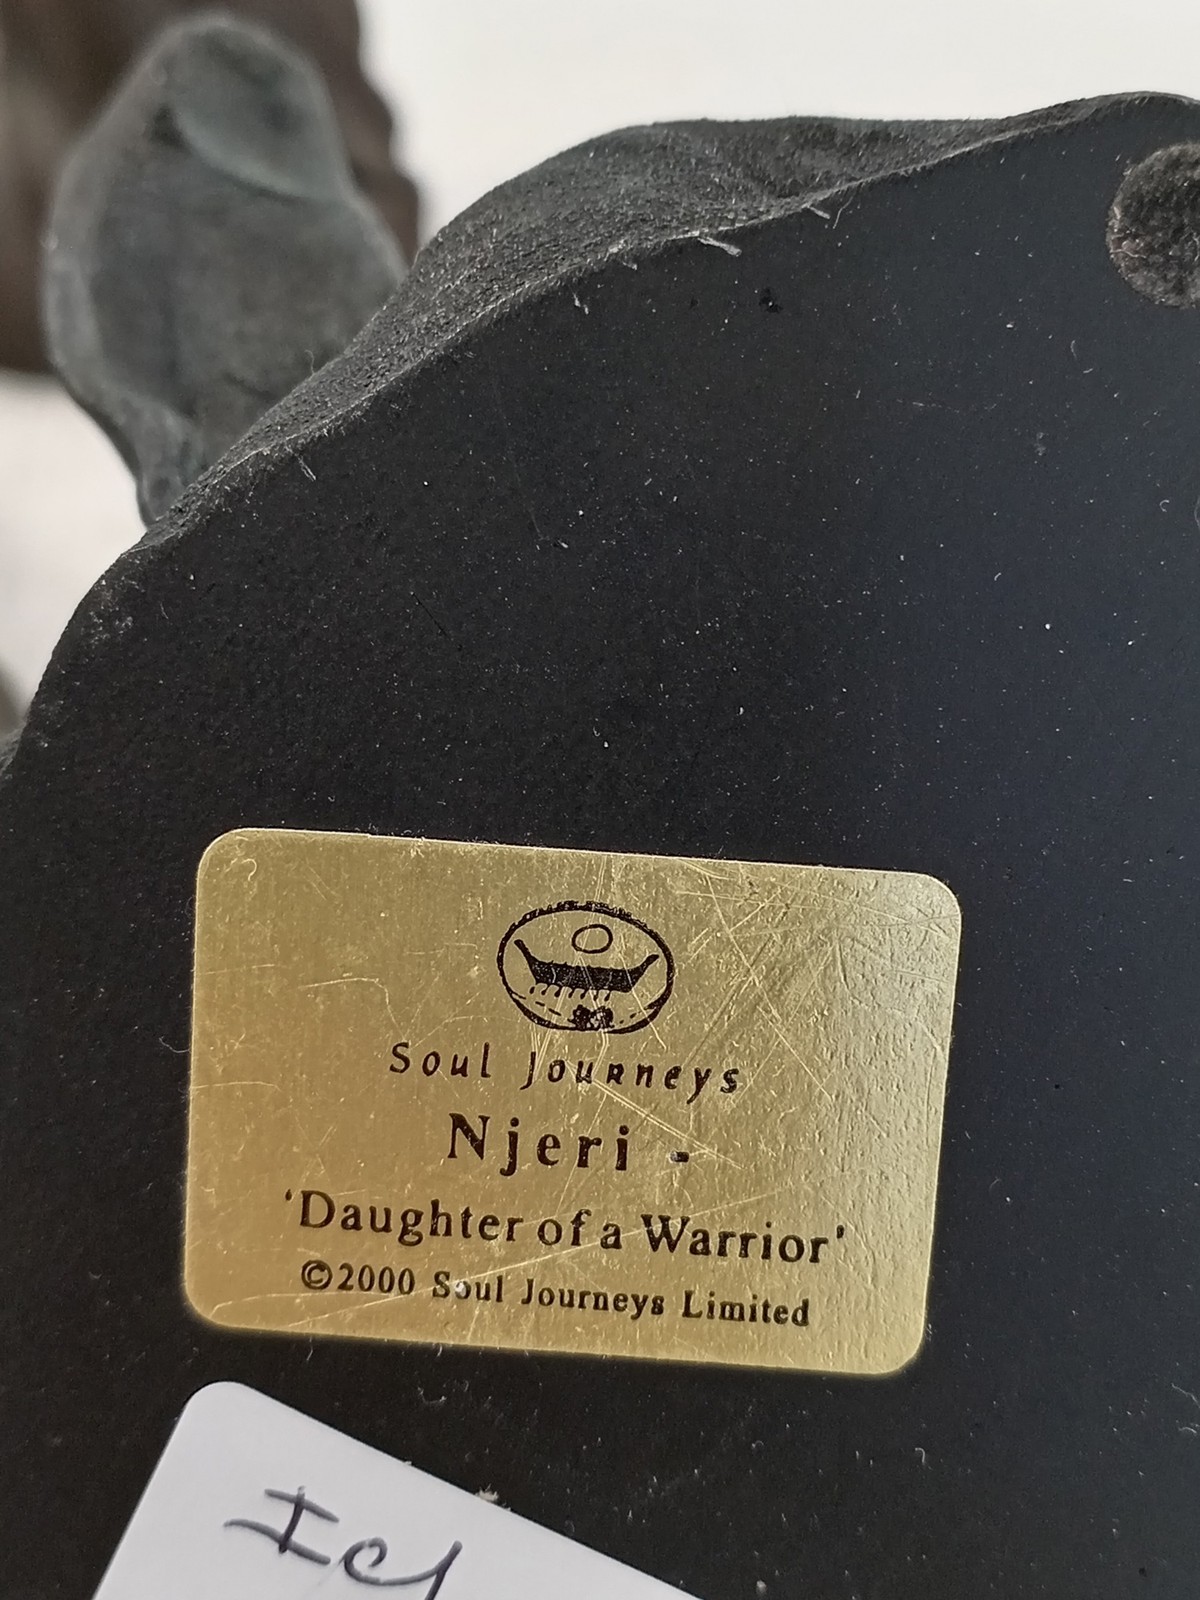 Soul Journeys
Njeri -
'Daughter of a Warrior'
©2000 Soul Journeys Limited